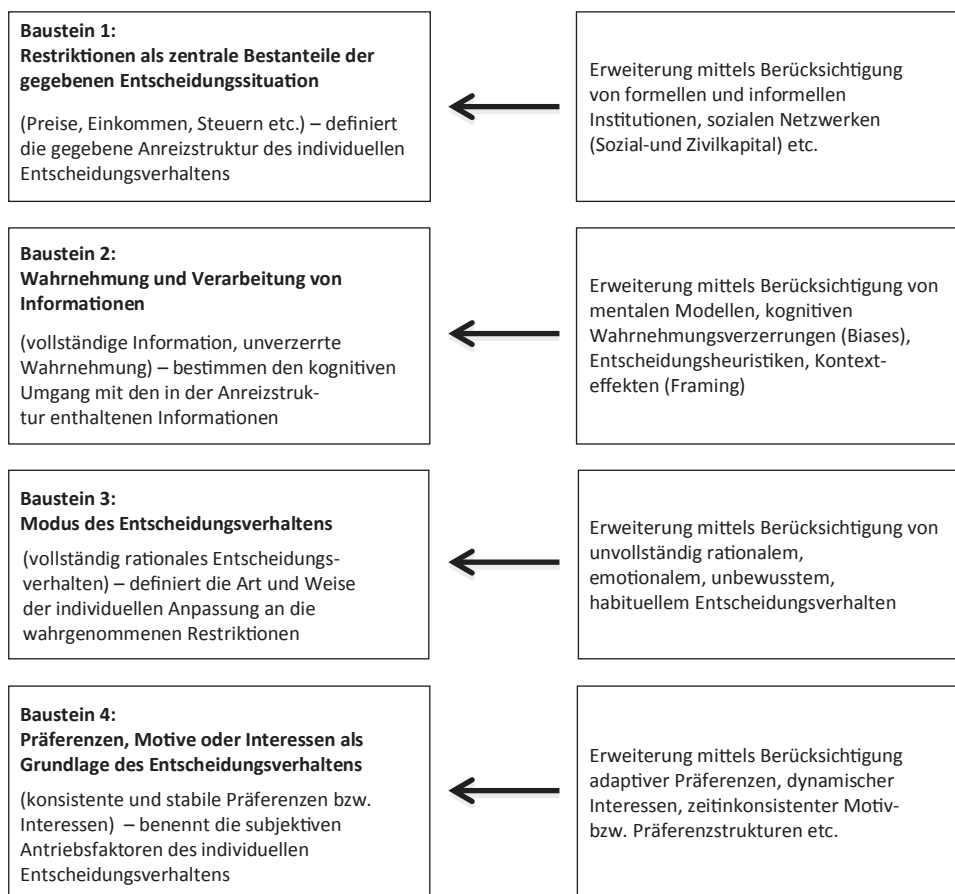 Baustein 1:
Restriktionen als zentrale Bestanteile der
gegebenen Entscheidungssituation
(Preise, Einkommen, Steuern etc.) – definiert
die gegebene Anreizstruktur des individuellen
Entscheidungsverhaltens
Erweiterung mittels Berücksichtigung
von formellen und informellen
Institutionen, sozialen Netzwerken
(Sozial-und Zivilkapital) etc.
Baustein 2:
Wahrnehmung und Verarbeitung von
Informationen
(vollständige Information, unverzerrte
Wahrnehmung) – bestimmen den kognitiven
Umgang mit den in der Anreizstruk-
tur enthaltenen Informationen
Erweiterung mittels Berücksichtigung von
mentalen Modellen, kognitiven
Wahrnehmungsverzerrungen (Biases),
Entscheidungsheuristiken, Kontext-
effekten (Framing)
Baustein 3:
Modus des Entscheidungsverhaltens
(vollständig rationales Entscheidungs-
verhalten) – definiert die Art und Weise
der individuellen Anpassung an die
wahrgenommenen Restriktionen
Erweiterung mittels Berücksichtigung von
unvollständig rationalem,
emotionalem, unbewusstem,
habituellem Entscheidungsverhalten
Baustein 4:
Präferenzen, Motive oder Interessen als
Grundlage des Entscheidungsverhaltens
(konsistente und stabile Präferenzen bzw.
Interessen) – benennt die subjektiven
Antriebsfaktoren des individuellen
Entscheidungsverhaltens
Erweiterung mittels Berücksichtigung
adaptiver Präferenzen, dynamischer
Interessen, zeitinkonsistenter Motiv-
bzw. Präferenzstrukturen etc.